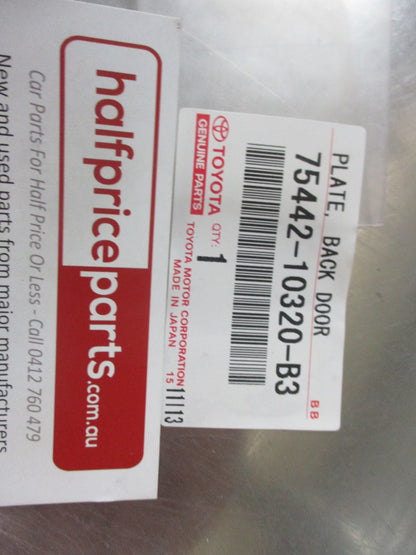 halfpriceparts.com.au
Car Parts For Half Price Or Less - Call 0412 760 479
New and used parts from major manufacturers
PLATE, BACK DOOR
75442-10320-B3
BB
TOYOTA QTY: 1
GENUINE PARTS
TOYOTA MOTOR CORPORATION 11113
MADE IN JAPAN 15